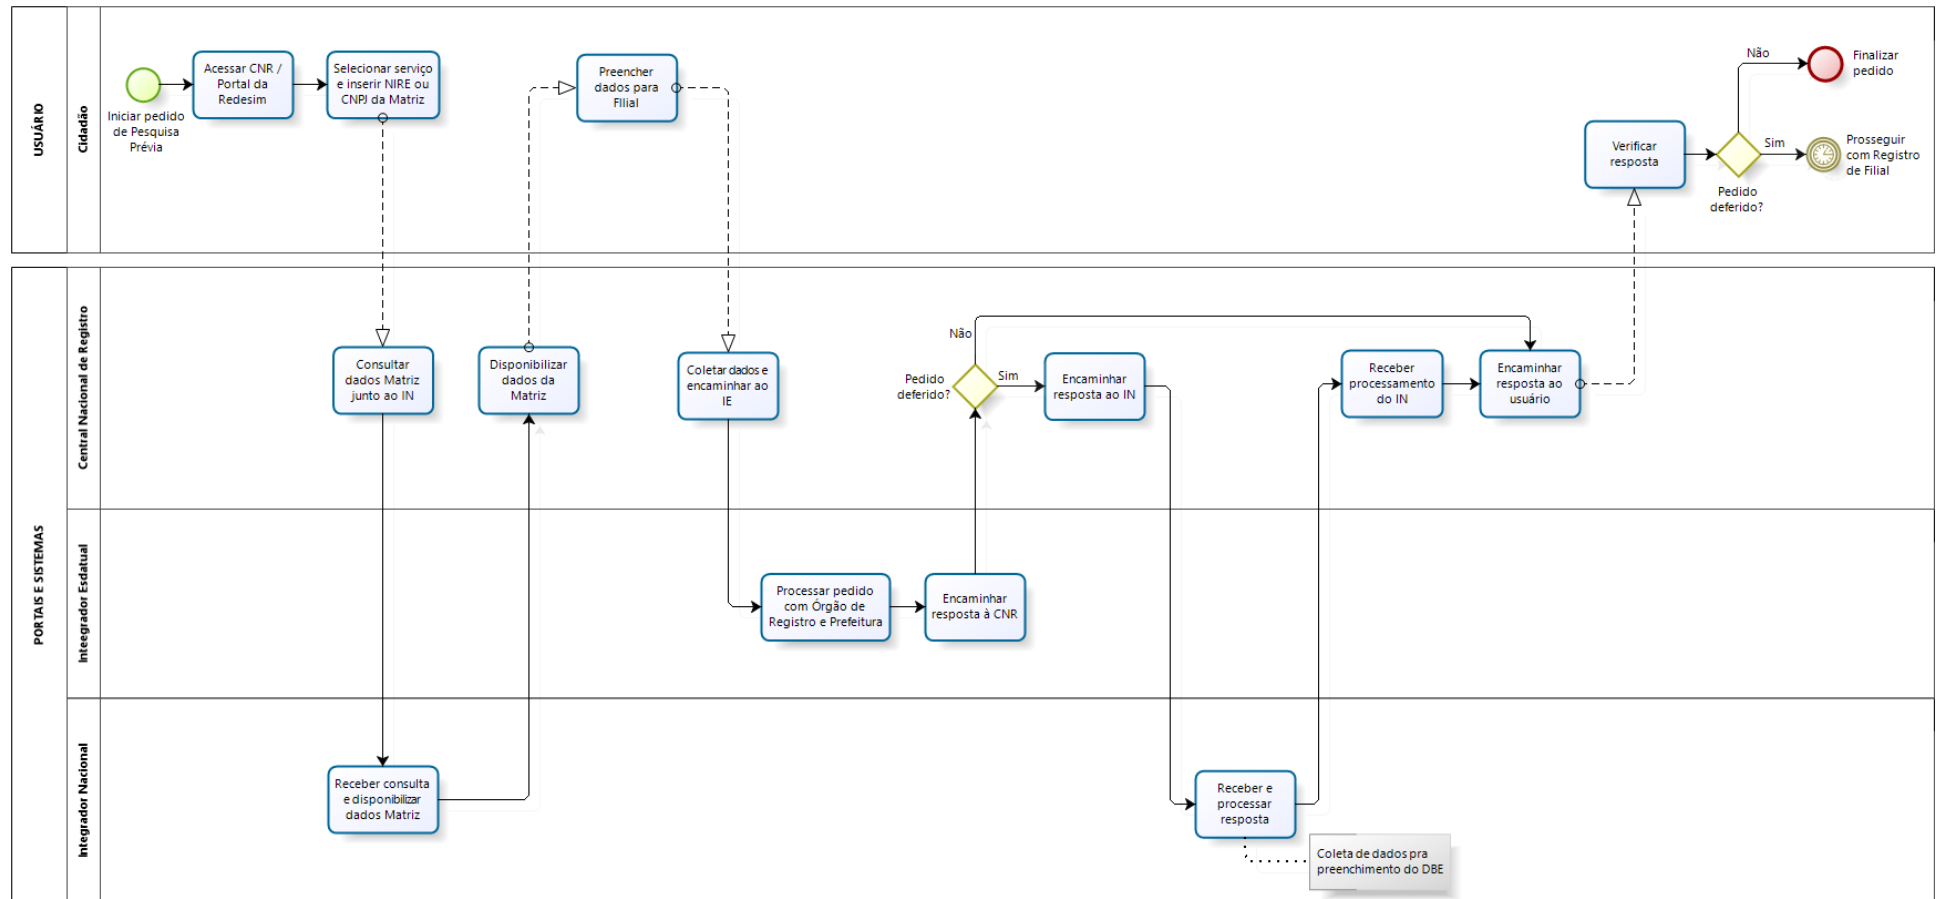 USUÁRIO
Cidadão
Iniciar pedido
de Pesquisa
Prévia
Acessar CNR /
Portal da
Redesim
Selecionar serviço
e inserir NIRE ou
CNPJ da Matriz
Preencher
dados para
FIlial
Verificar
resposta
Pedido
deferido?
Não
Finalizar
pedido
Sim
Prosseguir
com Registro
de Filial
PORTAIS E SISTEMAS
Central Nacional de Registro
Consultar
dados Matriz
junto ao IN
Disponibilizar
dados da
Matriz
Coletar dados e
encaminhar ao
IE
Pedido
deferido?
Não
Sim
Encaminhar
resposta ao IN
Receber
processamento
do IN
Encaminhar
resposta ao
usuário
Inteegrador Esdatual
Processar pedido
com Órgão de
Registro e Prefeitura
Encaminhar
resposta à CNR
Integrador Nacional
Receber consulta
e disponibilizar
dados Matriz
Receber e
processar
resposta
Coleta de dados pra
preenchimento do DBE